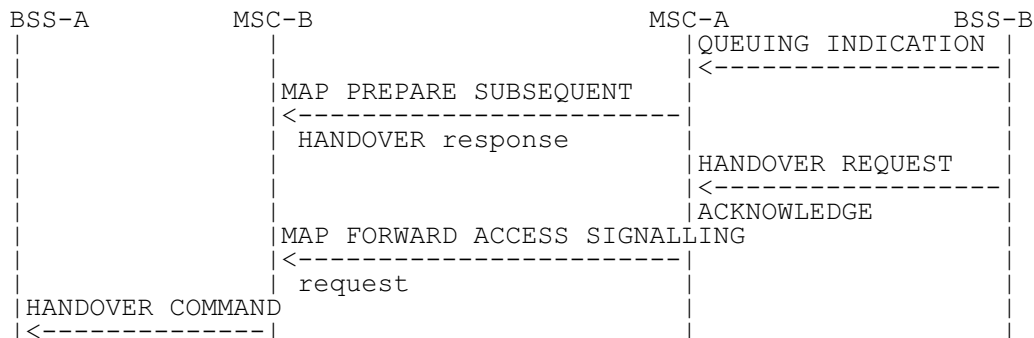 BSS-A MSC-B MSC-A BSS-B
QUEUING INDICATION
MAP PREPARE SUBSEQUENT
HANDOVER response
HANDOVER REQUEST
ACKNOWLEDGE
MAP FORWARD ACCESS SIGNALLING
request
HANDOVER COMMAND